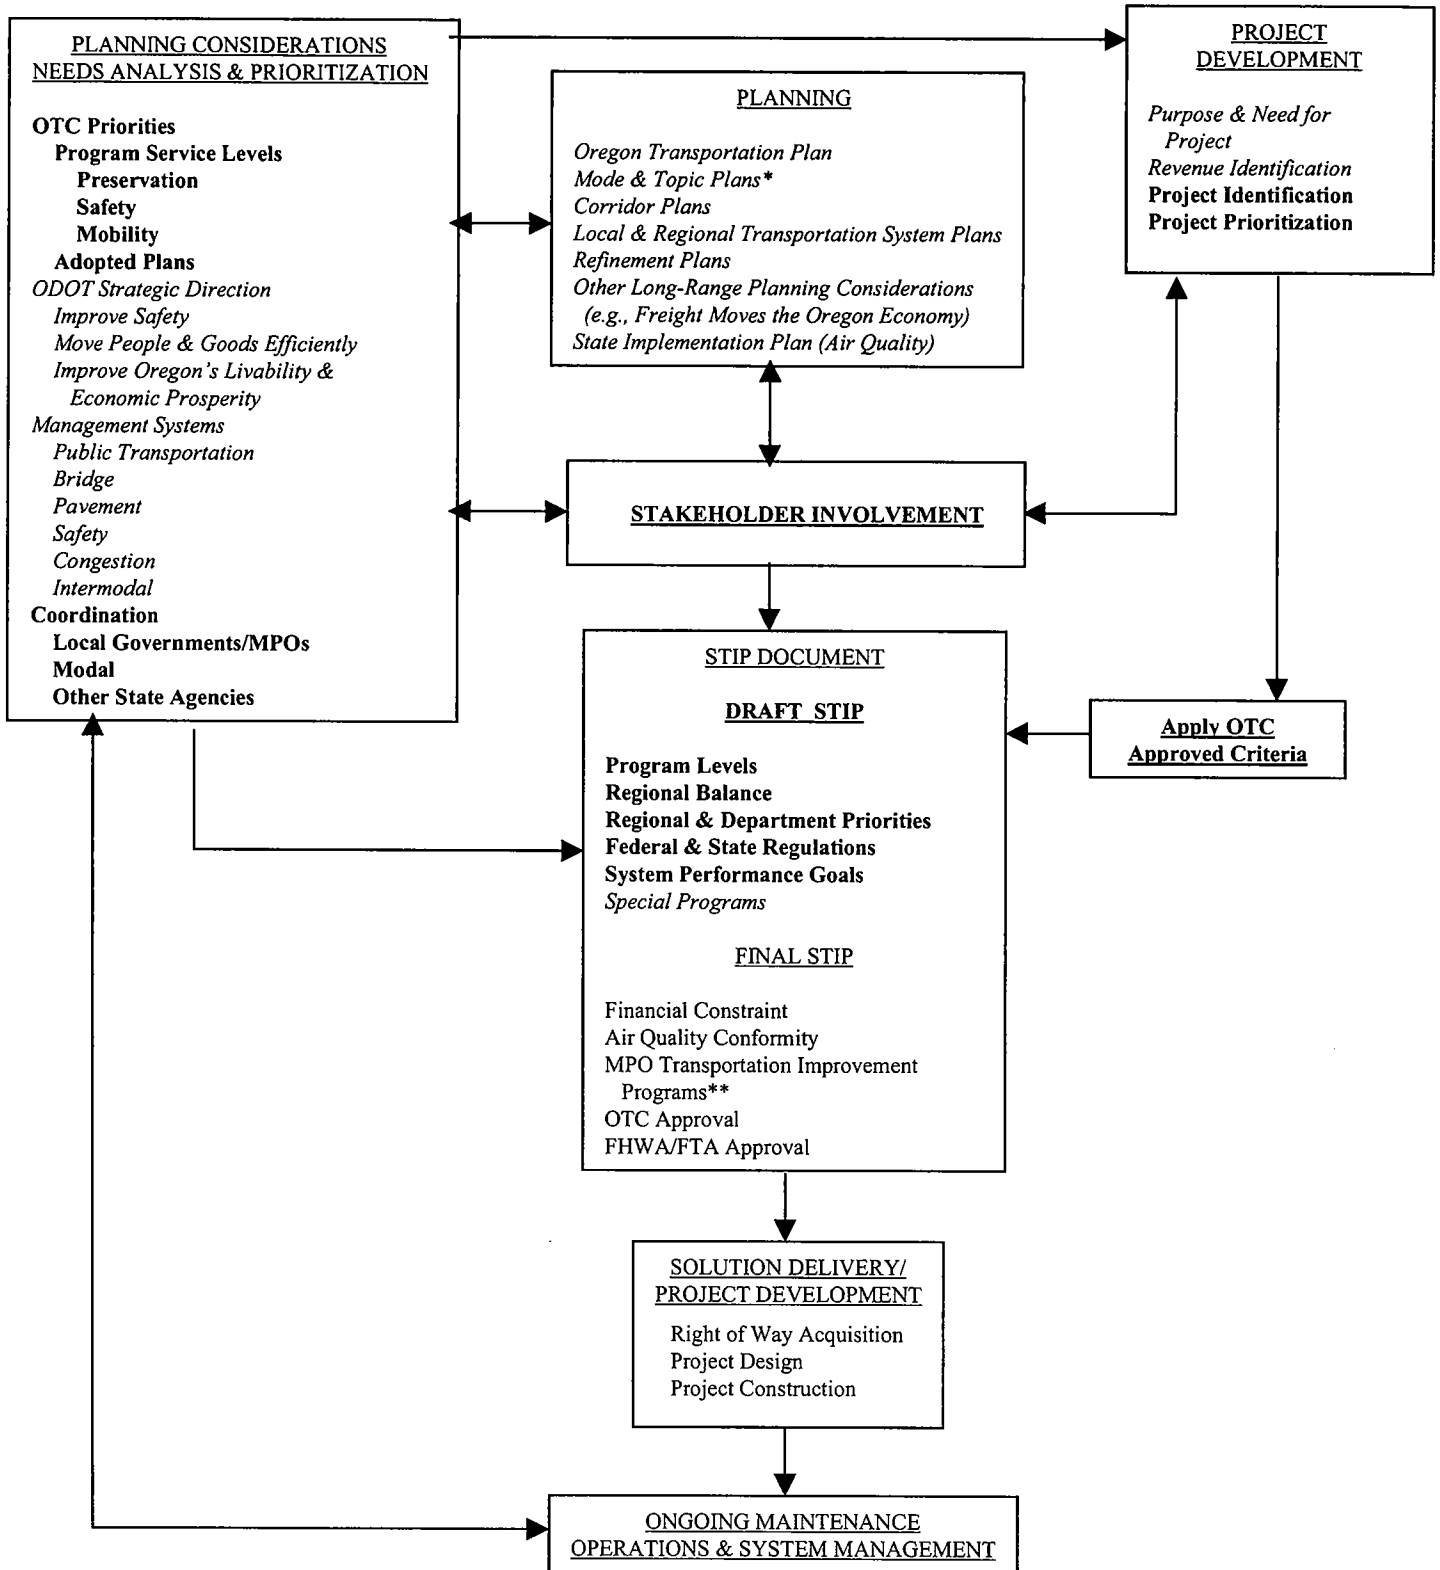 PLANNING CONSIDERATIONS
NEEDS ANALYSIS & PRIORITIZATION
OTC Priorities
Program Service Levels
Preservation
Safety
Mobility
Adopted Plans
ODOT Strategic Direction
Improve Safety
Move People & Goods Efficiently
Improve Oregon's Livability &
Economic Prosperity
Management Systems
Public Transportation
Bridge
Pavement
Safety
Congestion
Intermodal
Coordination
Local Governments/MPOs
Modal
Other State Agencies
PLANNING
Oregon Transportation Plan
Mode & Topic Plans*
Corridor Plans
Local & Regional Transportation System Plans
Refinement Plans
Other Long-Range Planning Considerations
(e.g., Freight Moves the Oregon Economy)
State Implementation Plan (Air Quality)
PROJECT
DEVELOPMENT
Purpose & Need for
Project
Revenue Identification
Project Identification
Project Prioritization
STAKEHOLDER INVOLVEMENT
STIP DOCUMENT
DRAFT STIP
Program Levels
Regional Balance
Regional & Department Priorities
Federal & State Regulations
System Performance Goals
Special Programs
FINAL STIP
Financial Constraint
Air Quality Conformity
MPO Transportation Improvement
Programs**
OTC Approval
FHWA/FTA Approval
Apply OTC
Approved Criteria
SOLUTION DELIVERY/
PROJECT DEVELOPMENT
Right of Way Acquisition
Project Design
Project Construction
ONGOING MAINTENANCE
OPERATIONS & SYSTEM MANAGEMENT